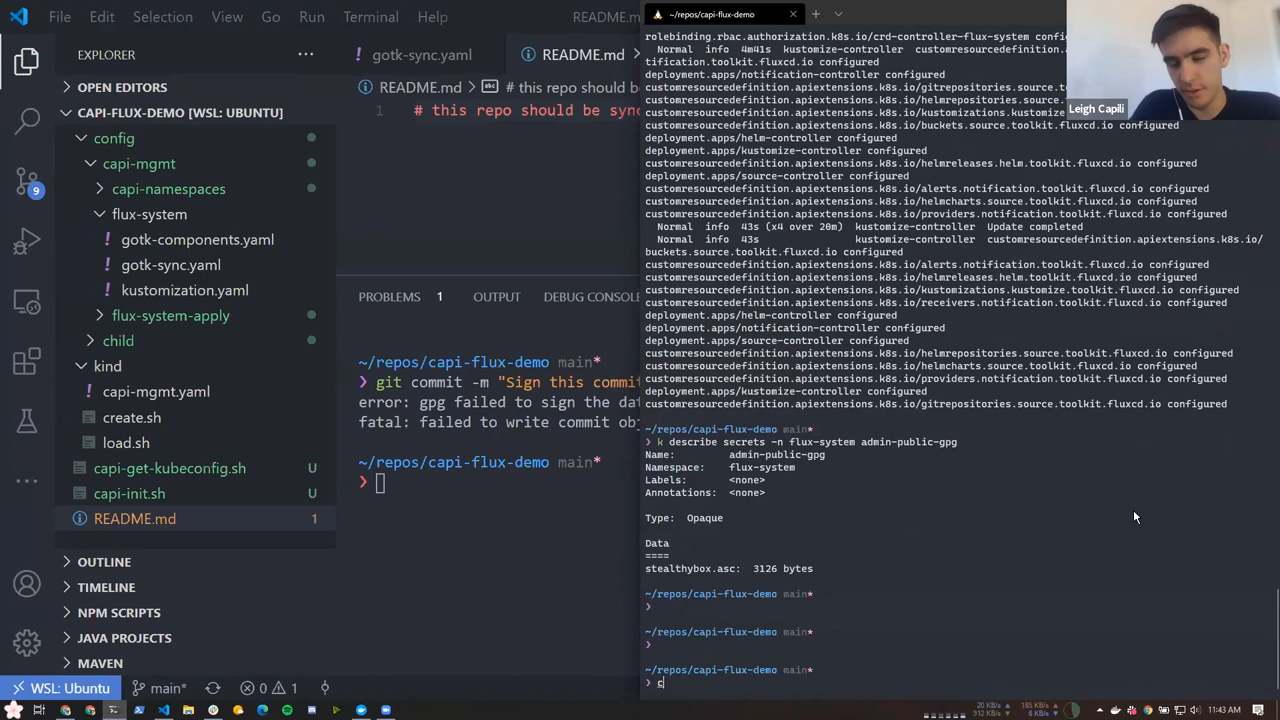 File Edit Selection View Go Run Terminal Help README.m
EXPLORER
OPEN EDITORS
CAPI-FLUX-DEMO [WSL: UBUNTU]
config
capi-mgmt
capi-namespaces
flux-system
gotk-components.yaml
gotk-sync.yaml
kustomization.yaml
flux-system-apply
child
kind
capi-mgmt.yaml
create.sh
load.sh
capi-get-kubeconfig.sh U
capi-init.sh U
README.md 1
OUTLINE
TIMELINE
NPM SCRIPTS
JAVA PROJECTS
MAVEN
9
gotk-sync.yaml README.md
README.md > # this repo should be
1 # this repo should be sync
PROBLEMS 1 OUTPUT DEBUG CONSOLE
~/repos/capi-flux-demo main*
❯ git commit -m "Sign this commit
error: gpg failed to sign the dat
fatal: failed to write commit obj
~/repos/capi-flux-demo main*
❯
~/repos/capi-flux-demo
rolebinding.rbac.authorization.k8s.io/crd-controller-flux-system config
Normal info 4m41s kustomize-controller customresourcedefinition.a
tification.toolkit.fluxcd.io configured
deployment.apps/notification-controller configured
customresourcedefinition.apiextensions.k8s.io/gitrepositories.source.to
customresourcedefinition.apiextensions.k8s.io/helmrepositories.source.t
customresourcedefinition.apiextensions.k8s.io/kustomizations.kustomize
customresourcedefinition.apiextensions.k8s.io/buckets.source.toolkit.fluxcd.io configured
deployment.apps/helm-controller configured
deployment.apps/kustomize-controller configured
customresourcedefinition.apiextensions.k8s.io/helmreleases.helm.toolkit.fluxcd.io configured
deployment.apps/source-controller configured
customresourcedefinition.apiextensions.k8s.io/alerts.notification.toolkit.fluxcd.io configured
customresourcedefinition.apiextensions.k8s.io/helmcharts.source.toolkit.fluxcd.io configured
customresourcedefinition.apiextensions.k8s.io/providers.notification.toolkit.fluxcd.io configured
Normal info 43s (x4 over 20m) kustomize-controller Update completed
Normal info 43s kustomize-controller customresourcedefinition.apiextensions.k8s.io/
buckets.source.toolkit.fluxcd.io configured
customresourcedefinition.apiextensions.k8s.io/alerts.notification.toolkit.fluxcd.io configured
customresourcedefinition.apiextensions.k8s.io/helmreleases.helm.toolkit.fluxcd.io configured
customresourcedefinition.apiextensions.k8s.io/kustomizations.kustomize.toolkit.fluxcd.io configured
customresourcedefinition.apiextensions.k8s.io/receivers.notification.toolkit.fluxcd.io configured
deployment.apps/helm-controller configured
deployment.apps/notification-controller configured
deployment.apps/source-controller configured
customresourcedefinition.apiextensions.k8s.io/helmrepositories.source.toolkit.fluxcd.io configured
customresourcedefinition.apiextensions.k8s.io/helmcharts.source.toolkit.fluxcd.io configured
customresourcedefinition.apiextensions.k8s.io/providers.notification.toolkit.fluxcd.io configured
deployment.apps/kustomize-controller configured
customresourcedefinition.apiextensions.k8s.io/gitrepositories.source.toolkit.fluxcd.io configured
~/repos/capi-flux-demo main*
❯ k describe secrets -n flux-system admin-public-gpg
Name: admin-public-gpg
Namespace: flux-system
Labels: <none>
Annotations: <none>
Type: Opaque
Data
====
stealthybox.asc: 3126 bytes
~/repos/capi-flux-demo main*
❯
~/repos/capi-flux-demo main*
❯
~/repos/capi-flux-demo main*
❯ c
Leigh Capili
WSL: Ubuntu main* 0 1
20 KB/s 165 KB/s
312 KB/s 6 KB/s
11:43 AM